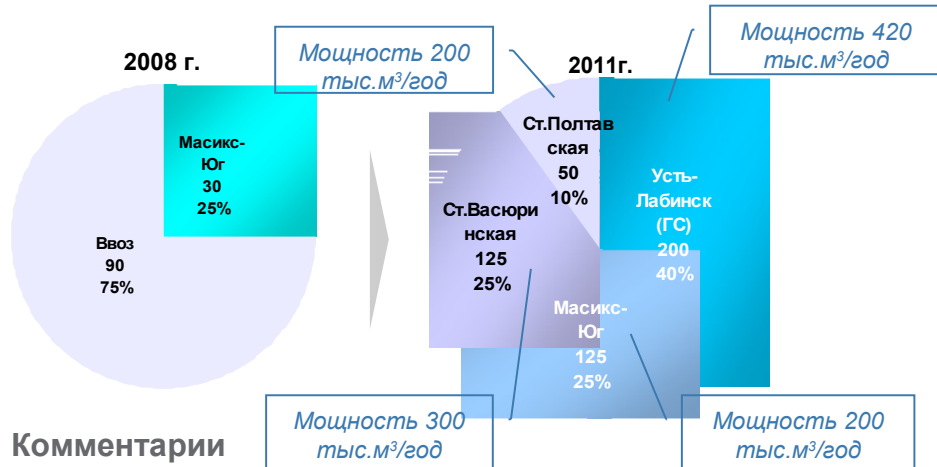 Мощность 200
тыс.м³/год
Мощность 420
тыс.м³/год
2008 г.
2011г.
Масикс-
Юг
30
25%
Ввоз
90
75%
Ст.Полтав
ская
50
10%
Усть-
Лабинск
(ГС)
200
40%
Ст.Васюри
нская
125
25%
Масикс-
Юг
125
25%
Мощность 300
тыс.м³/год
Мощность 200
тыс.м³/год
Комментарии